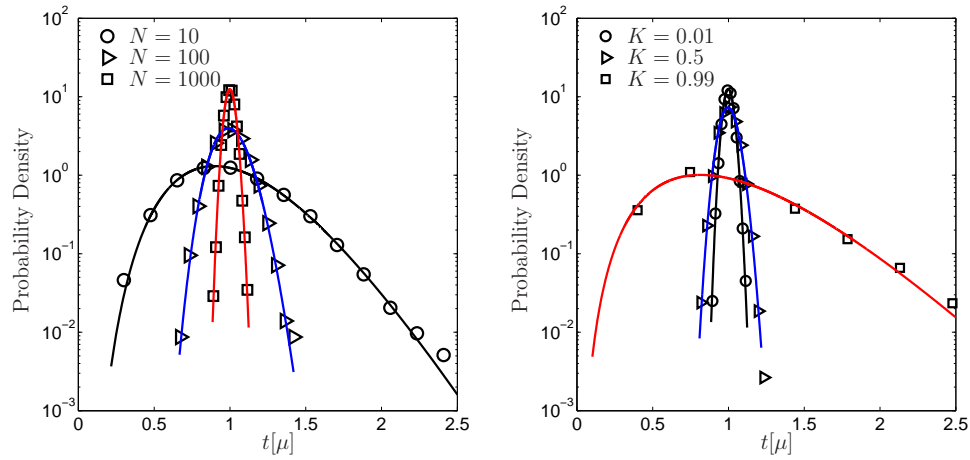 10^2
10^1
10^0
10^-1
10^-2
10^-3
Probability Density
N = 10
N = 100
N = 1000
0
0.5
1
1.5
2
2.5
t[μ]
10^2
10^1
10^0
10^-1
10^-2
10^-3
Probability Density
K = 0.01
K = 0.5
K = 0.99
0
0.5
1
1.5
2
2.5
t[μ]